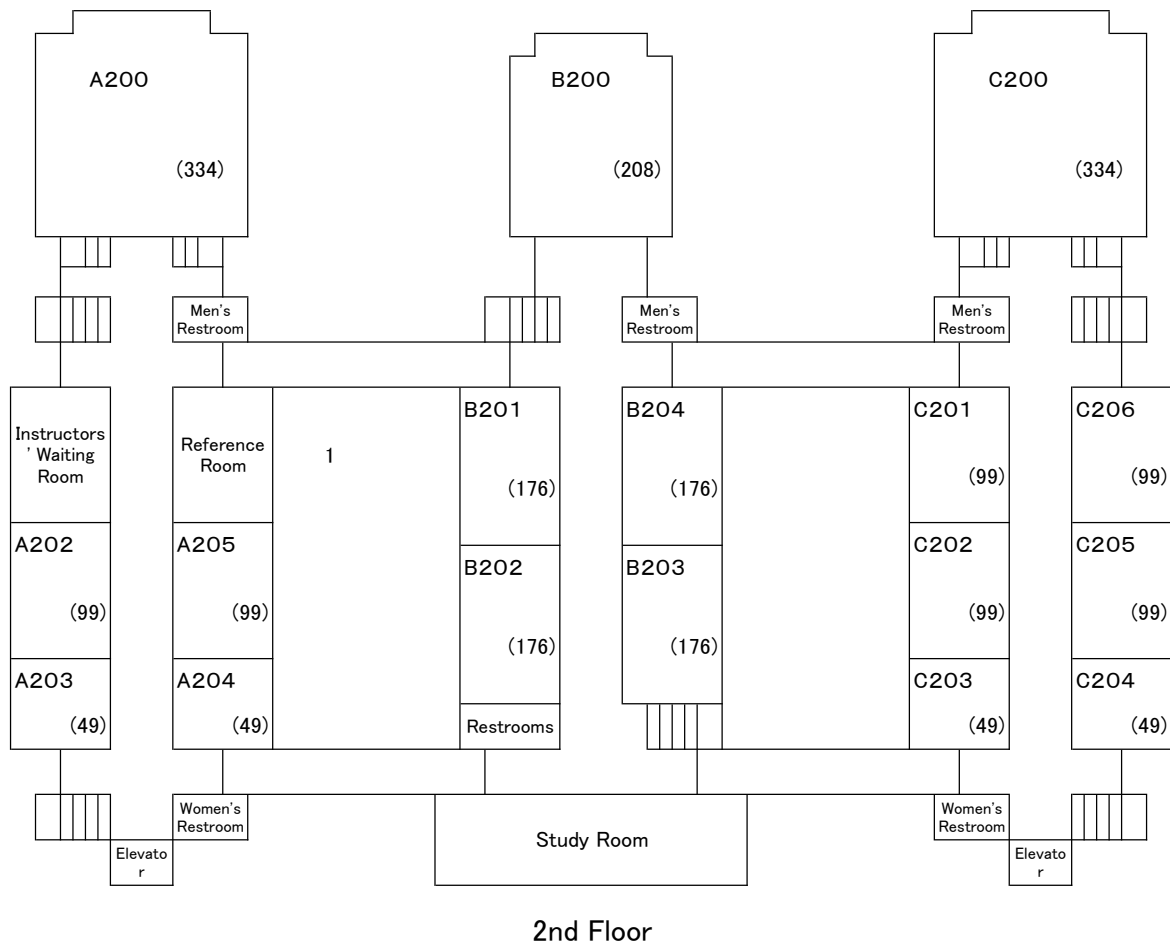 A200
(334)
B200
(208)
C200
(334)
Men's
Restroom
Men's
Restroom
Men's
Restroom
Instructors
' Waiting
Room
Reference
Room
1
B201
(176)
B204
(176)
C201
(99)
C206
(99)
A202
(99)
A205
(99)
B202
(176)
B203
(176)
C202
(99)
C205
(99)
A203
(49)
A204
(49)
Restrooms
C203
(49)
C204
(49)
Women's
Restroom
Study Room
Women's
Restroom
Elevato
r
Elevato
r
2nd Floor